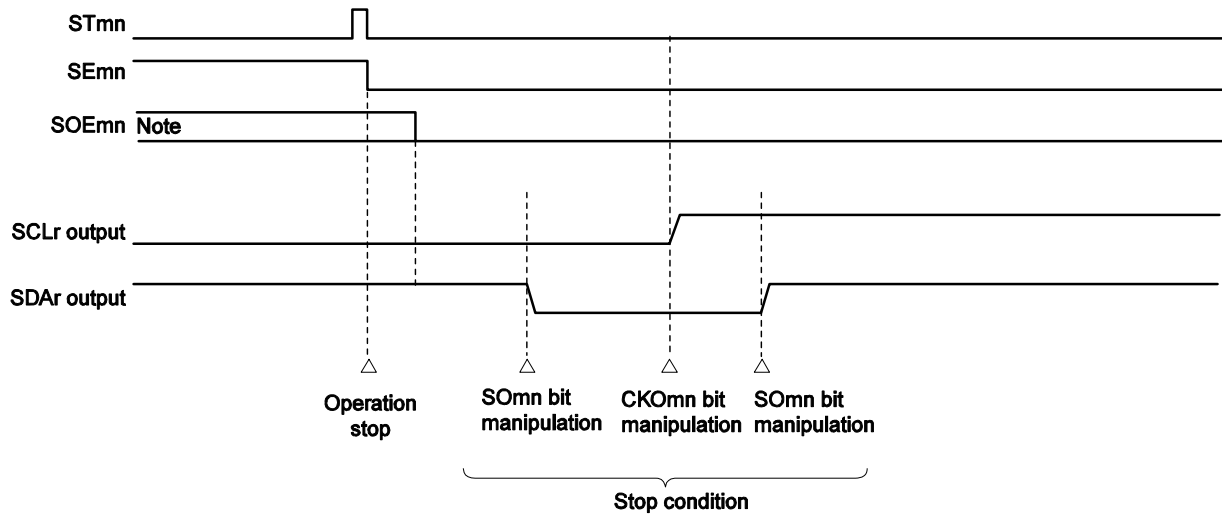 STmn
SEmn
SOEmn Note
SCLr output
SDAr output
Operation
stop
SOmn bit
manipulation
CKOmn bit
manipulation
SOmn bit
manipulation
Stop condition